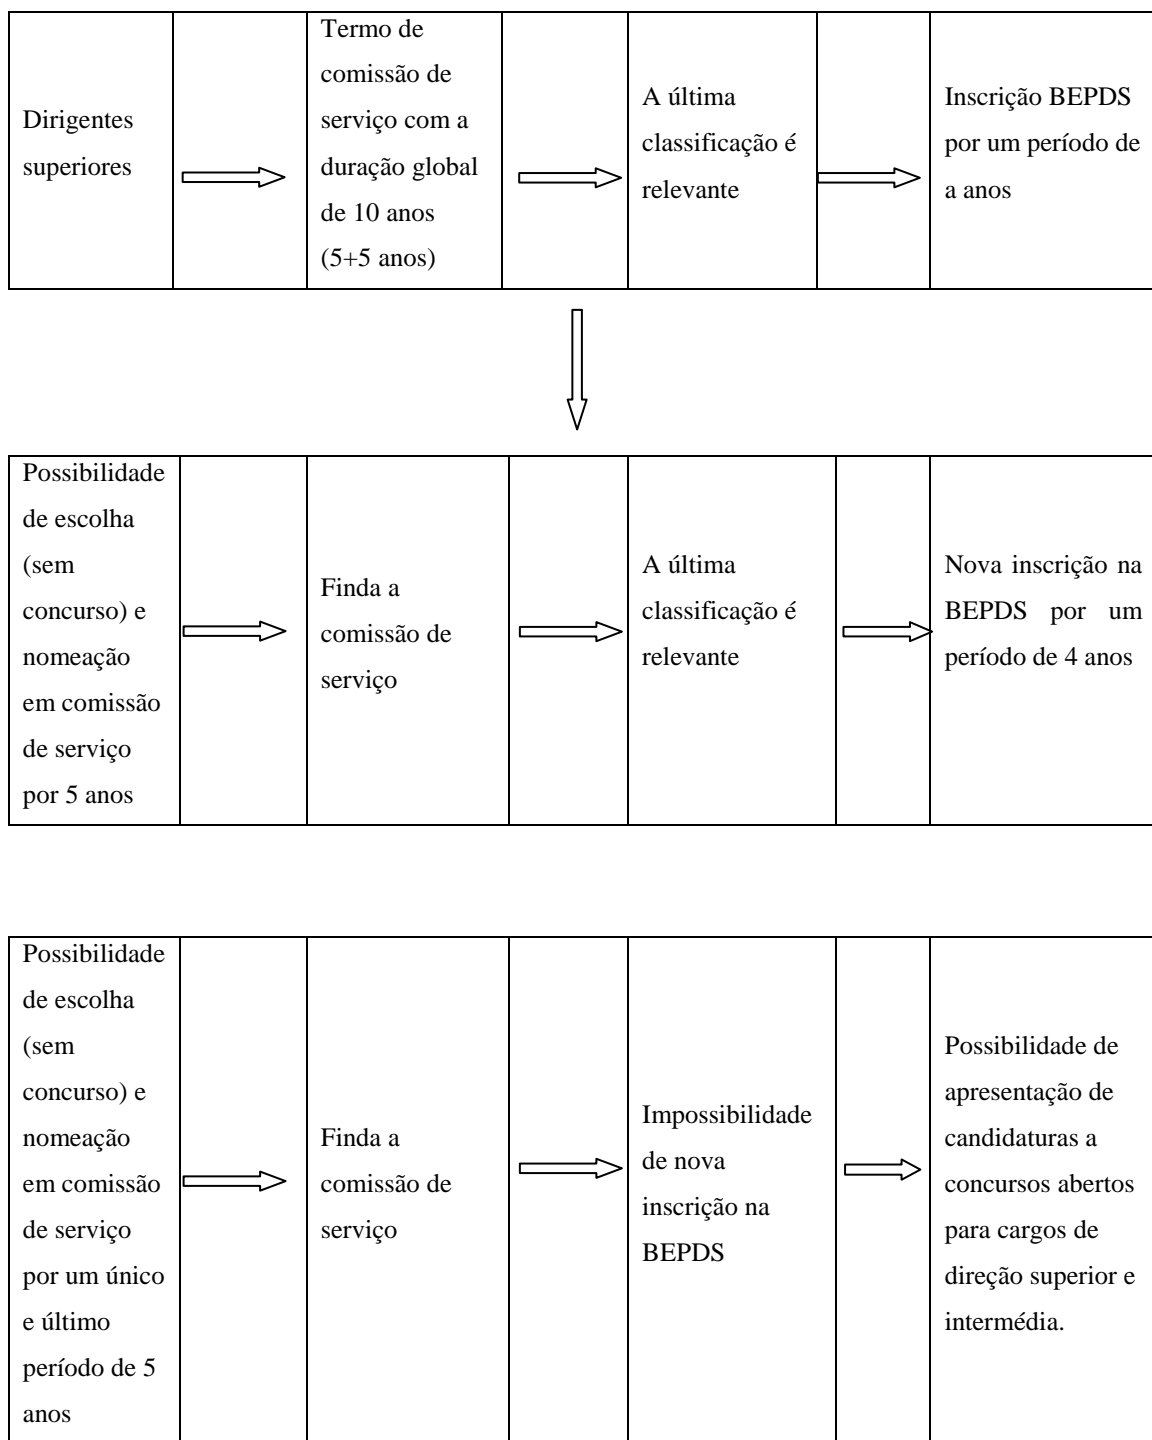 Dirigentes
superiores
Termo de
comissão de
serviço com a
duração global
de 10 anos
(5+5 anos)
A última
classificação é
relevante
Inscrição BEPDS
por um período de
a anos
Possibilidade
de escolha
(sem
concurso) e
nomeação
em comissão
de serviço
por 5 anos
Finda a
comissão de
serviço
A última
classificação é
relevante
Nova inscrição na
BEPDS por um
período de 4 anos
Possibilidade
de escolha
(sem
concurso) e
nomeação
em comissão
de serviço
por um único
e último
período de 5
anos
Finda a
comissão de
serviço
Impossibilidade
de nova
inscrição na
BEPDS
Possibilidade de
apresentação de
candidaturas a
concursos abertos
para cargos de
direção superior e
intermédia.